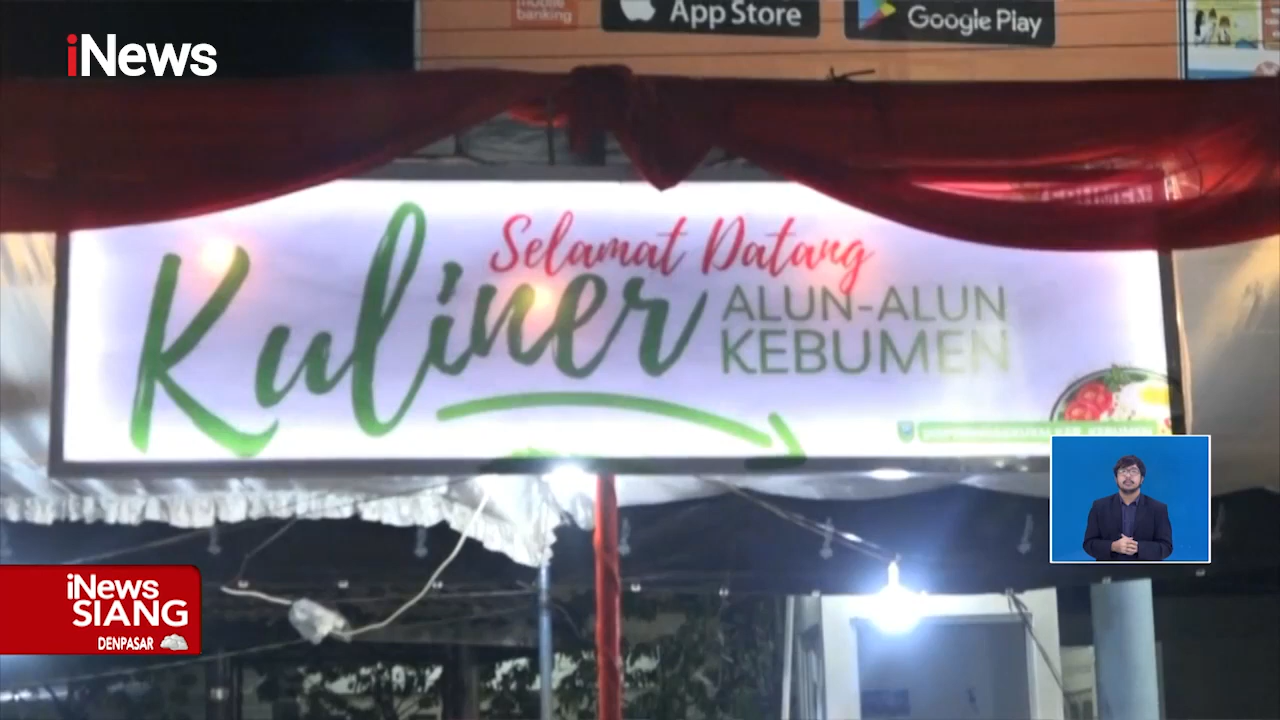 mobile
banking
App Store
Google Play
iNews
Selamat Datang
Kuliner
ALUN-ALUN
KEBUMEN
iNews
SIANG
DENPASAR